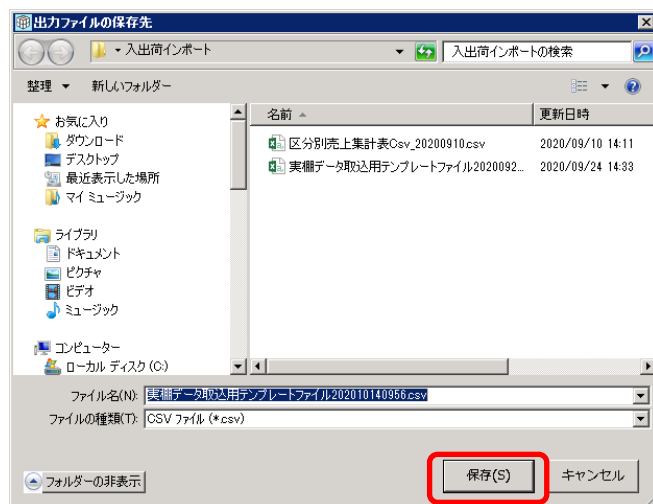 出力ファイルの保存先
入出荷インポート
入出荷インポートの検索
整理
新しいフォルダー
お気に入り
ダウンロード
デスクトップ
最近表示した場所
マイ ミュージック
ライブラリ
ドキュメント
ピクチャ
ビデオ
ミュージック
コンピューター
ローカル ディスク (C:)
名前
更新日時
区分別売上集計表Csv_20200910.csv
2020/09/10 14:11
実棚データ取込用テンプレートファイル2020092...
2020/09/24 14:33
ファイル名(N):
実棚データ取込用テンプレートファイル202010140956.csv
ファイルの種類(T):
CSV ファイル (*.csv)
フォルダーの非表示
保存(S)
キャンセル